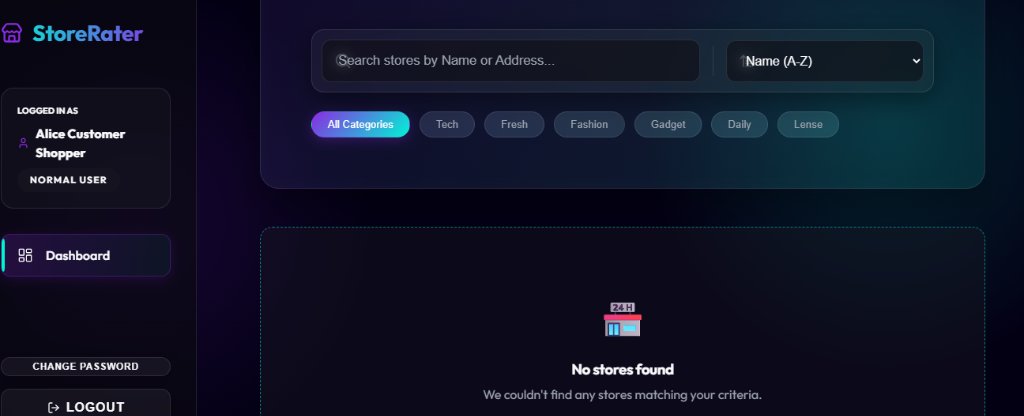 StoreRater
LOGGED IN AS
Alice Customer
Shopper
NORMAL USER
Dashboard
CHANGE PASSWORD
LOGOUT
Search stores by Name or Address...
Name (A-Z)
All Categories
Tech
Fresh
Fashion
Gadget
Daily
Lense
24 H
No stores found
We couldn't find any stores matching your criteria.